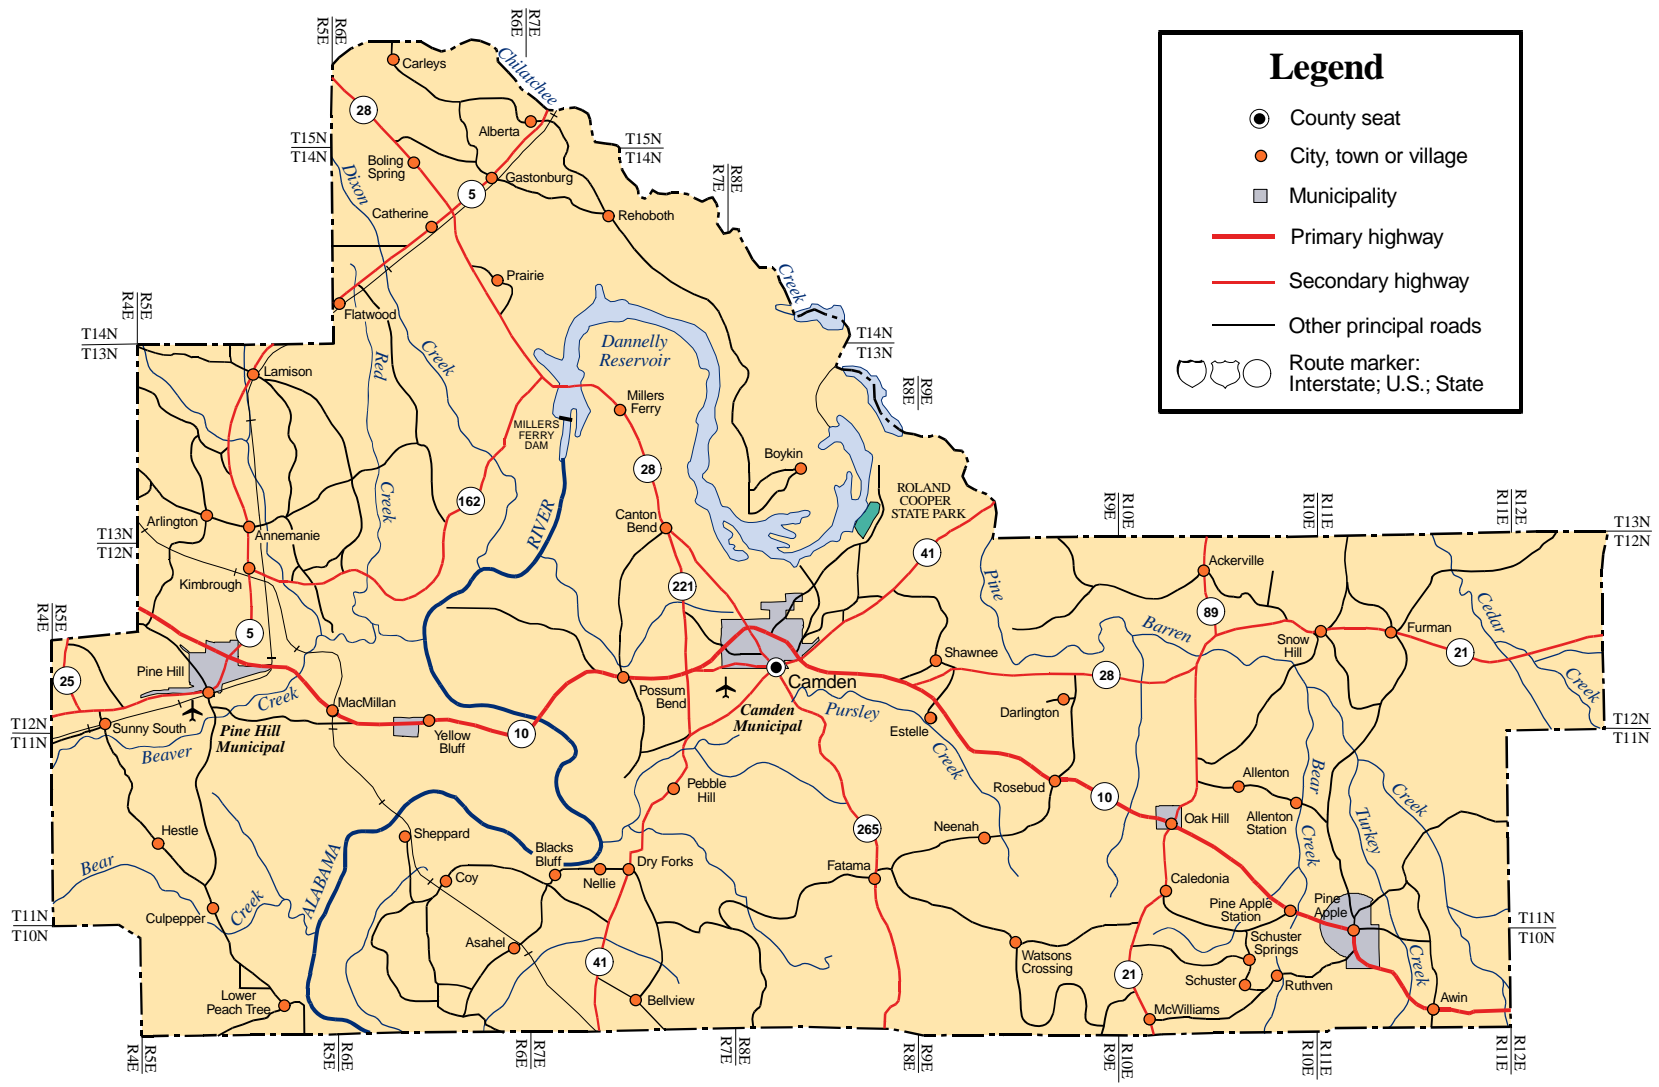 R6E
R5E
R7E
R6E
Legend
County seat
City, town or village
Municipality
Primary highway
Secondary highway
Other principal roads
Route marker:
Interstate; U.S.; State
Carleys
Chilatchee
28
Alberta
T15N
T14N
T15N
T14N
Boling
Spring
Dixon
Gastonburg
5
R8E
R7E
Catherine
Rehoboth
Prairie
Creek
Flatwood
R5E
R4E
T14N
T13N
Dannelly
Reservoir
T14N
T13N
Creek
Red
Lamison
R9E
R8E
Millers
Ferry
MILLERS
FERRY
DAM
Boykin
28
ROLAND
COOPER
STATE PARK
162
Creek
Arlington
Annemanie
T13N
T12N
RIVER
Canton
Bend
R10E
R9E
R11E
R10E
R12E
R11E
T13N
T12N
41
Ackerville
Kimbrough
221
Pine
89
Cedar
R5E
R4E
5
Barren
Snow
Hill
Furman
21
Shawnee
Pine Hill
25
28
Camden
Creek
Creek
MacMillan
Possum
Bend
Camden
Municipal
Pursley
Darlington
T12N
T11N
Sunny South
Pine Hill
Municipal
Beaver
10
Yellow
Bluff
Estelle
T12N
T11N
Creek
Bear
Allenton
Pebble
Hill
Rosebud
10
Creek
Allenton
Station
Turkey
Oak Hill
Hestle
Sheppard
265
Neenah
Creek
Blacks
Bluff
Dry Forks
Nellie
Bear
Coy
Fatama
Caledonia
ALABAMA
Culpepper
Creek
T11N
T10N
Pine Apple
Station
Pine
Apple
T11N
T10N
Asahel
Schuster
Springs
Watsons
Crossing
41
21
Schuster
Ruthven
Creek
Lower
Peach Tree
Bellview
McWilliams
Awin
R5E
R4E
R6E
R5E
R7E
R6E
R8E
R7E
R9E
R8E
R10E
R9E
R11E
R10E
R12E
R11E